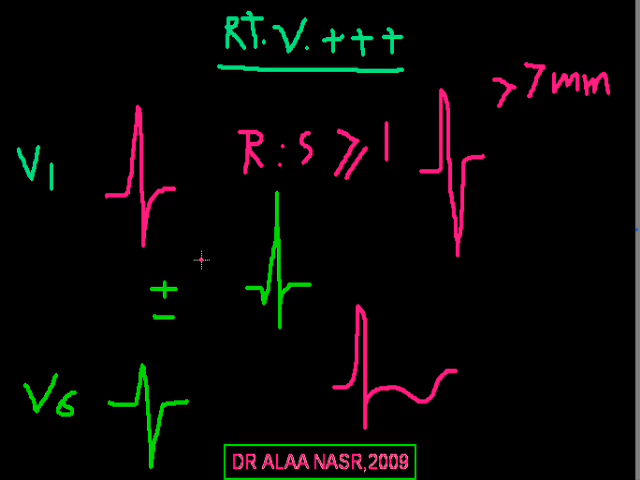 RT. V. +++
> 7mm
V1
R:S ⩾ 1
±
V6
DR ALAA NASR,2009